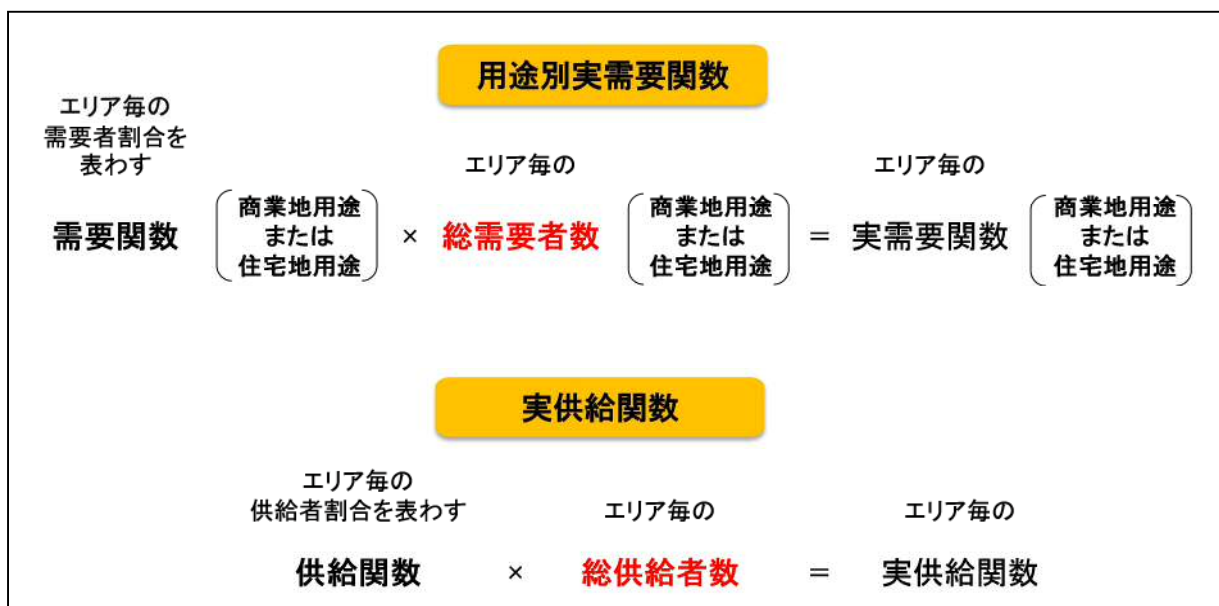 用途別実需要関数
エリア毎の
需要者割合を
表わす
エリア毎の
エリア毎の
需要関数
商業地用途
または
住宅地用途
×
総需要者数
商業地用途
または
住宅地用途
=
実需要関数
商業地用途
または
住宅地用途
実供給関数
エリア毎の
供給者割合を表わす
エリア毎の
エリア毎の
供給関数 × 総供給者数 = 実供給関数